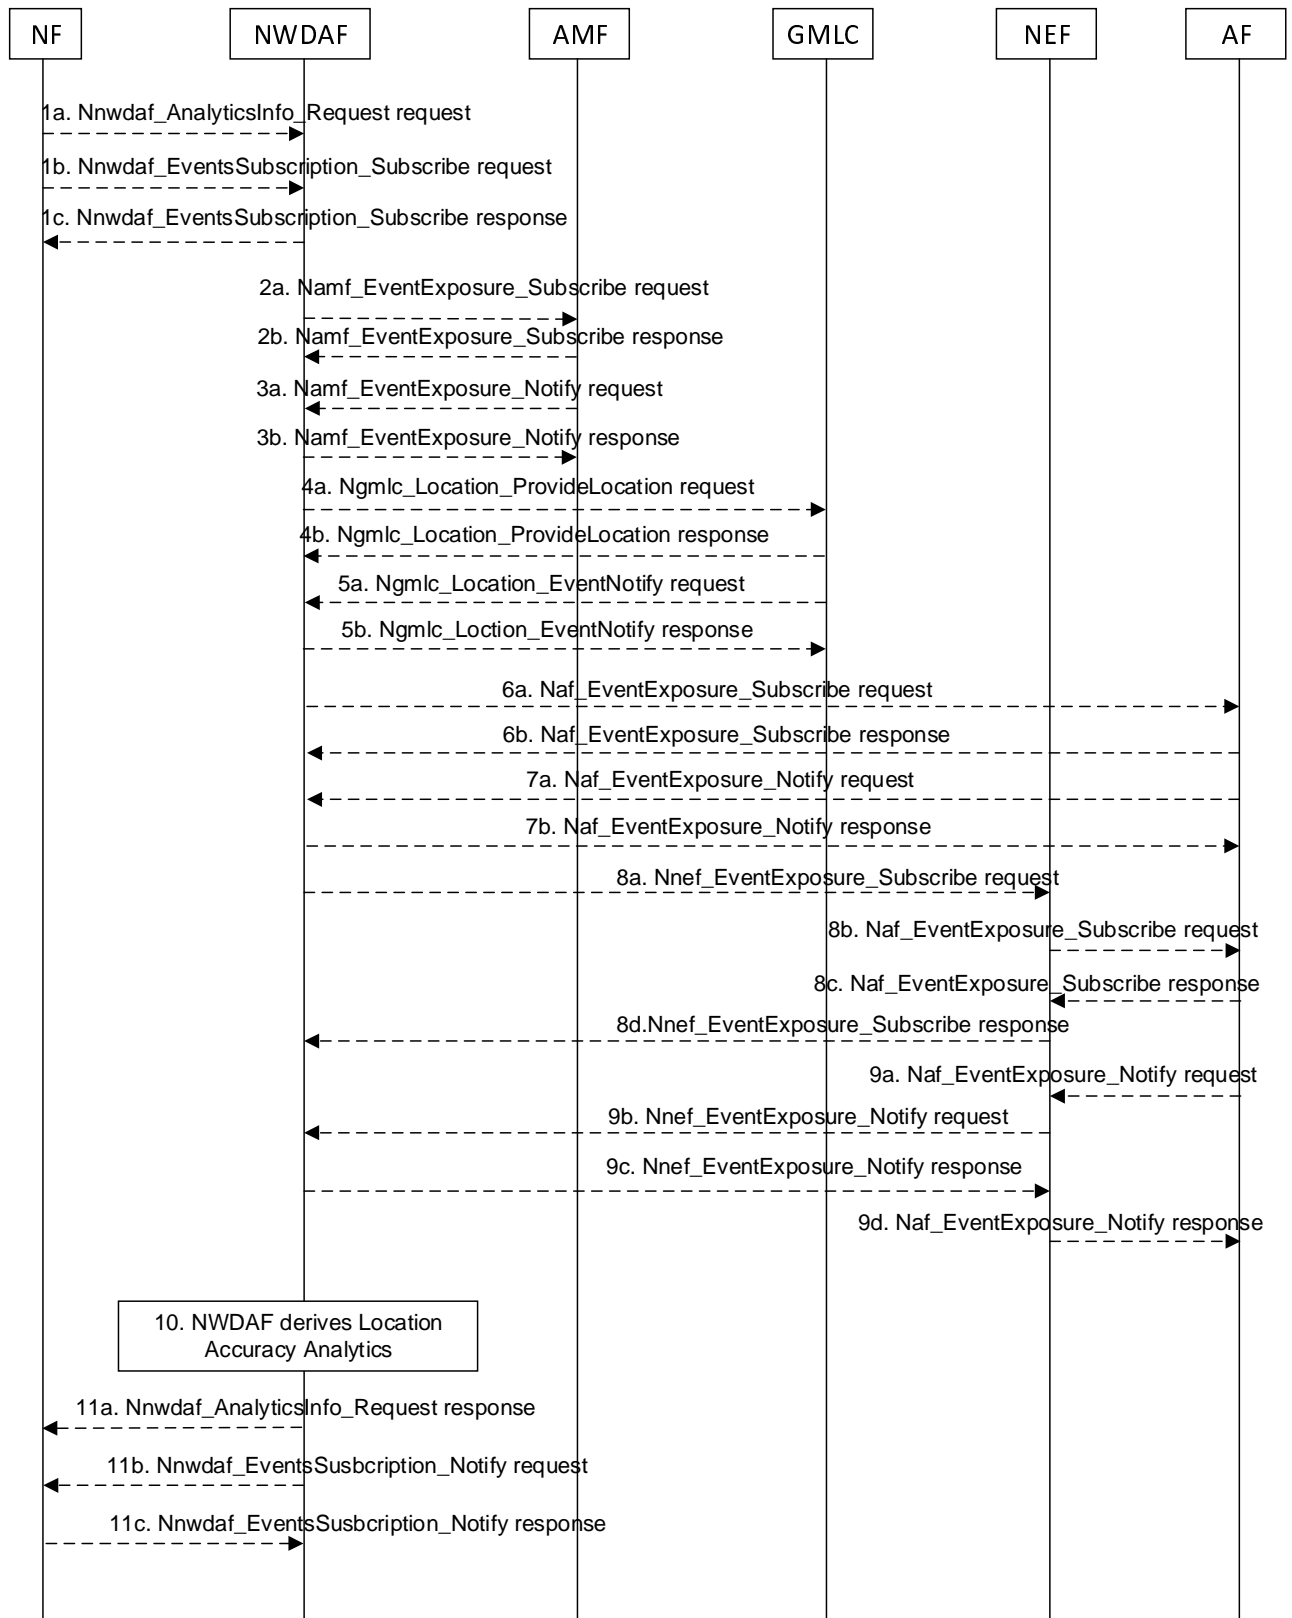 NF
NWDAF
AMF
GMLC
NEF
AF
1a. Nnwdaf_AnalyticsInfo_Request request
1b. Nnwdaf_EventsSubscription_Subscribe request
1c. Nnwdaf_EventsSubscription_Subscribe response
2a. Namf_EventExposure_Subscribe request
2b. Namf_EventExposure_Subscribe response
3a. Namf_EventExposure_Notify request
3b. Namf_EventExposure_Notify response
4a. Ngmlc_Location_ProvideLocation request
4b. Ngmlc_Location_ProvideLocation response
5a. Ngmlc_Location_EventNotify request
5b. Ngmlc_Loction_EventNotify response
6a. Naf_EventExposure_Subscribe request
6b. Naf_EventExposure_Subscribe response
7a. Naf_EventExposure_Notify request
7b. Naf_EventExposure_Notify response
8a. Nnef_EventExposure_Subscribe request
8b. Naf_EventExposure_Subscribe request
8c. Naf_EventExposure_Subscribe response
8d.Nnef_EventExposure_Subscribe response
9a. Naf_EventExposure_Notify request
9b. Nnef_EventExposure_Notify request
9c. Nnef_EventExposure_Notify response
9d. Naf_EventExposure_Notify response
10. NWDAF derives Location
Accuracy Analytics
11a. Nnwdaf_AnalyticsInfo_Request response
11b. Nnwdaf_EventsSusbcription_Notify request
11c. Nnwdaf_EventsSusbcription_Notify response